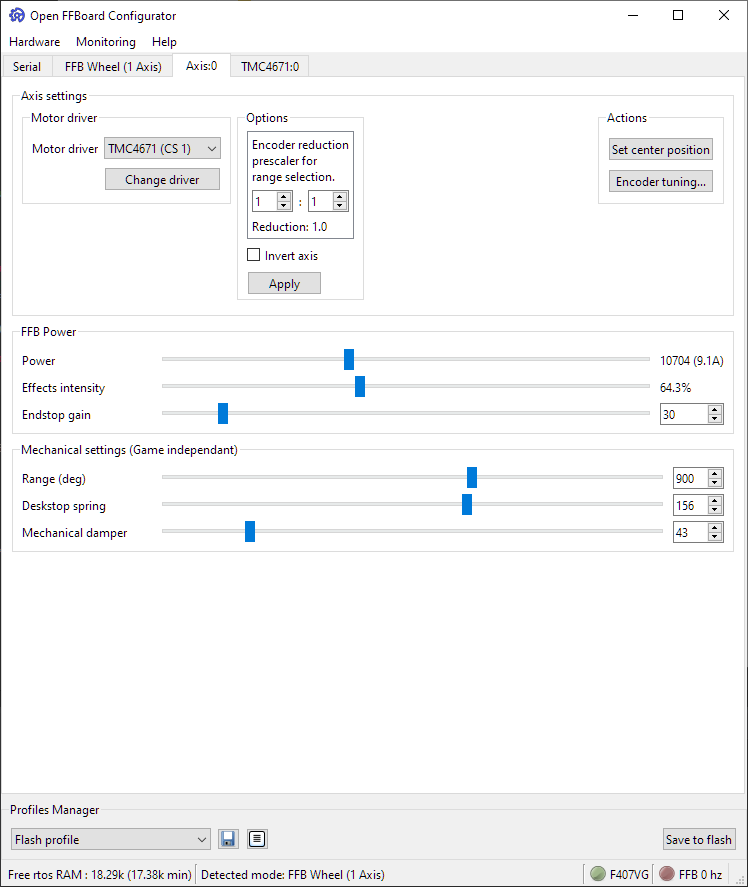 Open FFBoard Configurator
Hardware Monitoring Help
Serial FFB Wheel (1 Axis) Axis:0 TMC4671:0
Axis settings
Motor driver
Motor driver TMC4671 (CS 1)
Change driver
Options
Encoder reduction
prescaler for
range selection.
1 : 1
Reduction: 1.0
Invert axis
Apply
Actions
Set center position
Encoder tuning...
FFB Power
Power 10704 (9.1A)
Effects intensity 64.3%
Endstop gain 30
Mechanical settings (Game independant)
Range (deg) 900
Deskstop spring 156
Mechanical damper 43
Profiles Manager
Flash profile Save to flash
Free rtos RAM : 18.29k (17.38k min) Detected mode: FFB Wheel (1 Axis) F407VG FFB 0 hz